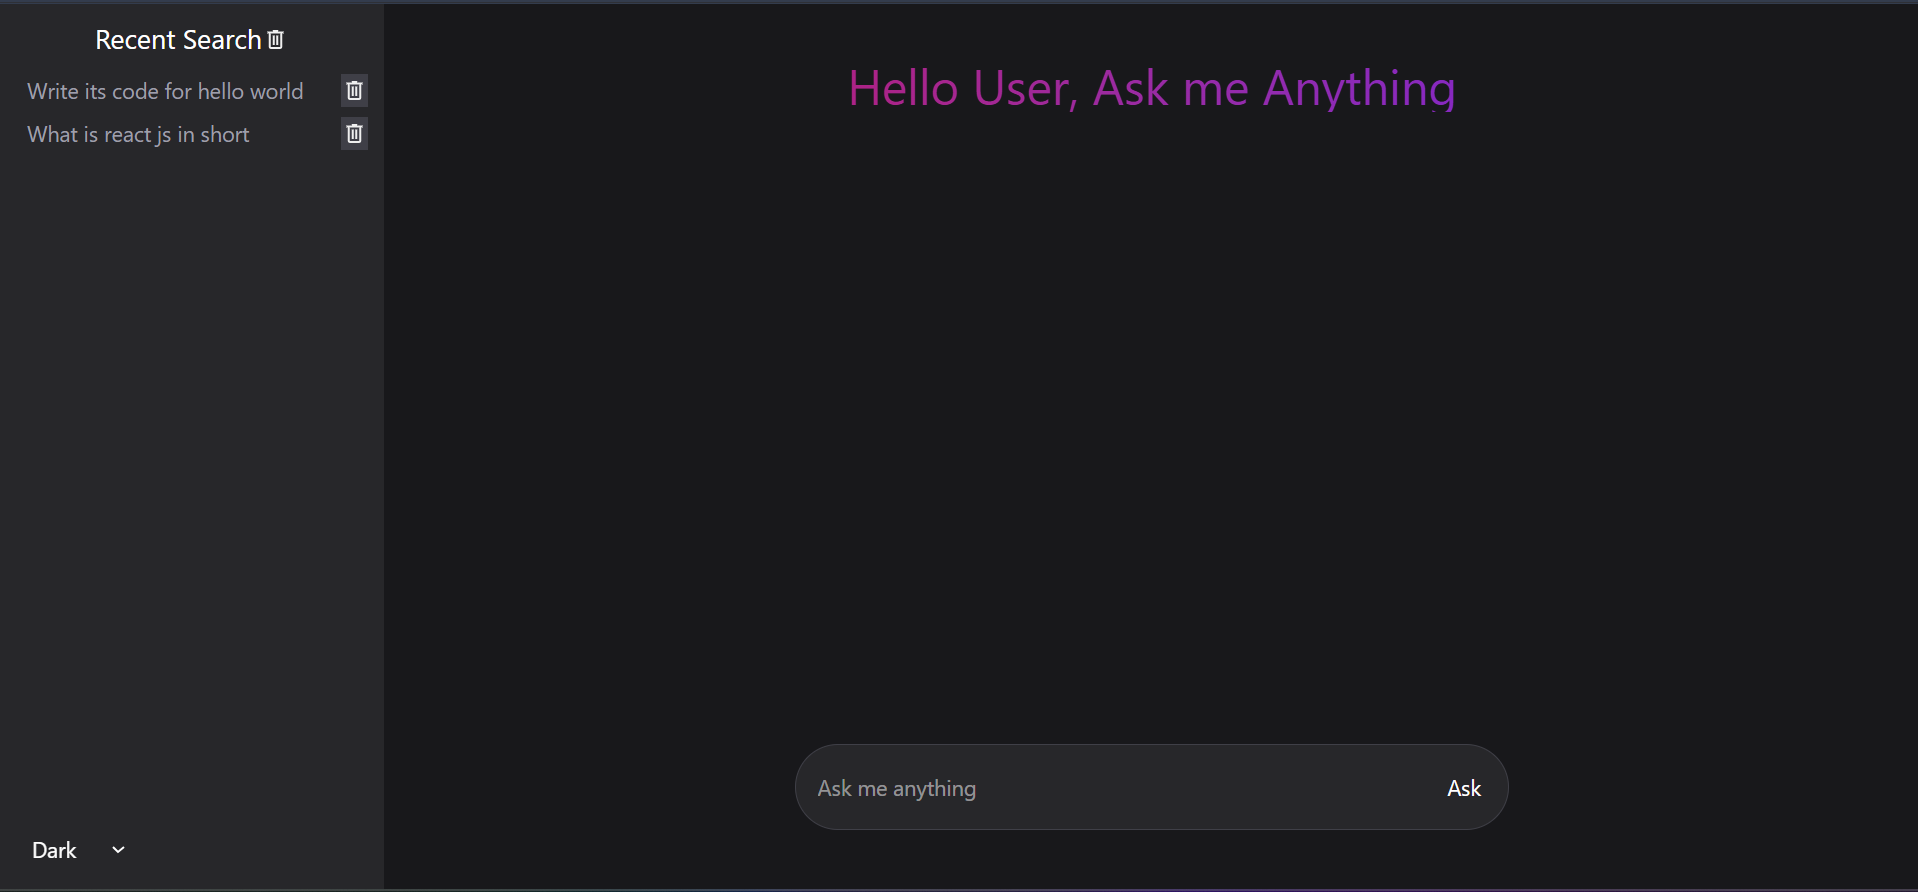 Recent Search
Write its code for hello world
What is react js in short
Dark
Hello User, Ask me Anything
Ask me anything
Ask